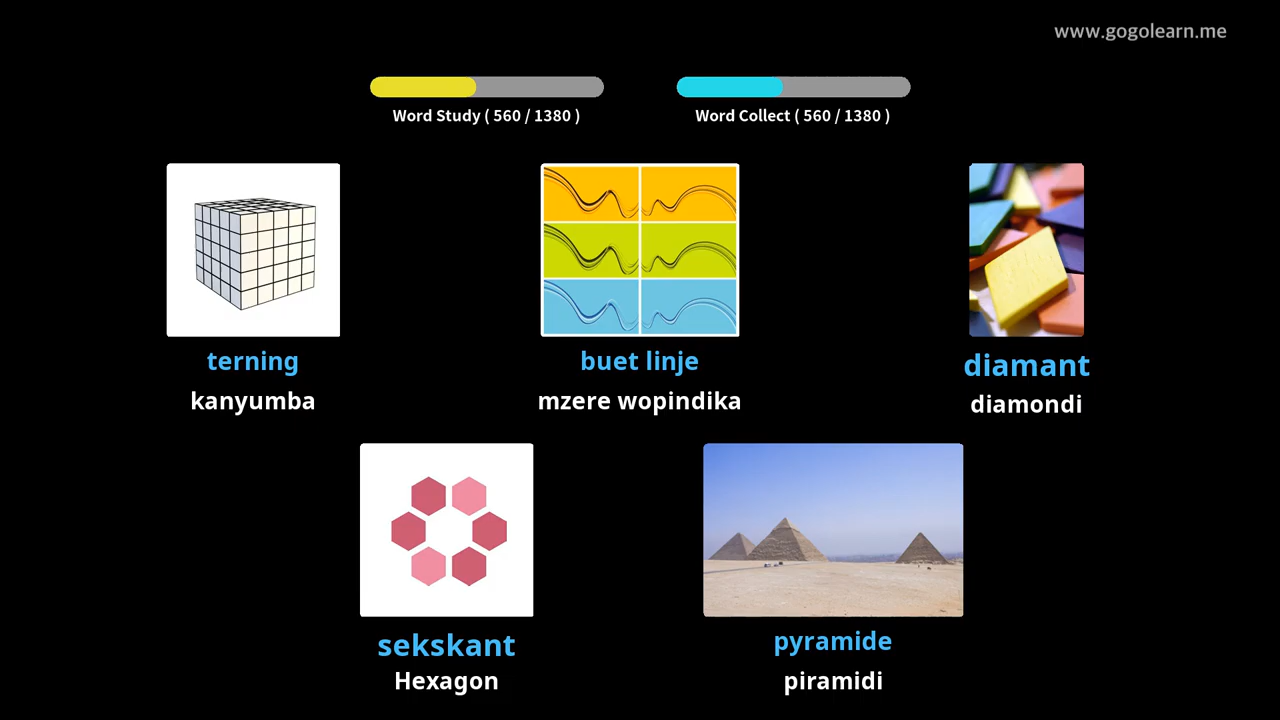 www.gogolearn.me
Word Study ( 560 / 1380 )
Word Collect ( 560 / 1380 )
terning
kanyumba
buet linje
mzere wopindika
diamant
diamondi
sekskant
Hexagon
pyramide
piramidi